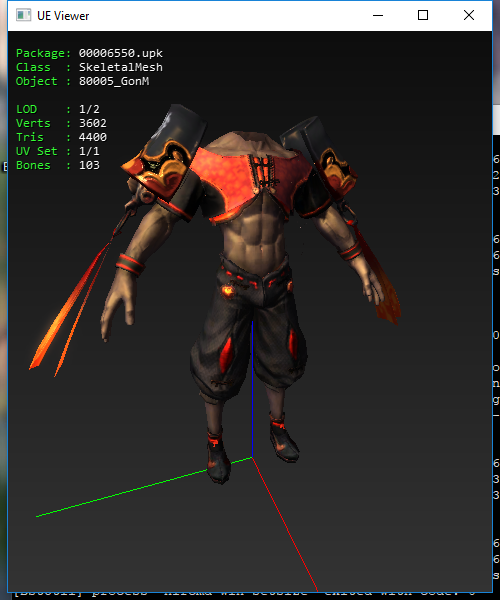 UE Viewer
Package: 00006550.upk
Class : SkeletalMesh
Object : 80005_GonM
LOD : 1/2
Verts : 3602
Tris : 4400
UV Set : 1/1
Bones : 103